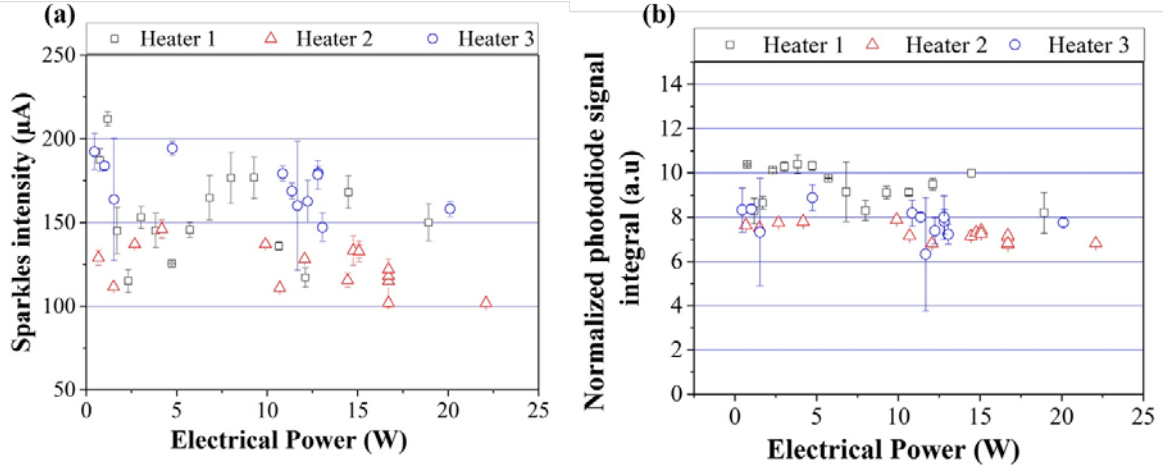 (a)
Heater 1 Heater 2 Heater 3
250
200
150
100
50
Sparkles intensity (μA)
0 5 10 15 20 25
Electrical Power (W)
(b)
Heater 1 Heater 2 Heater 3
14
12
10
8
6
4
2
0
Normalized photodiode signal
integral (a.u)
0 5 10 15 20 25
Electrical Power (W)